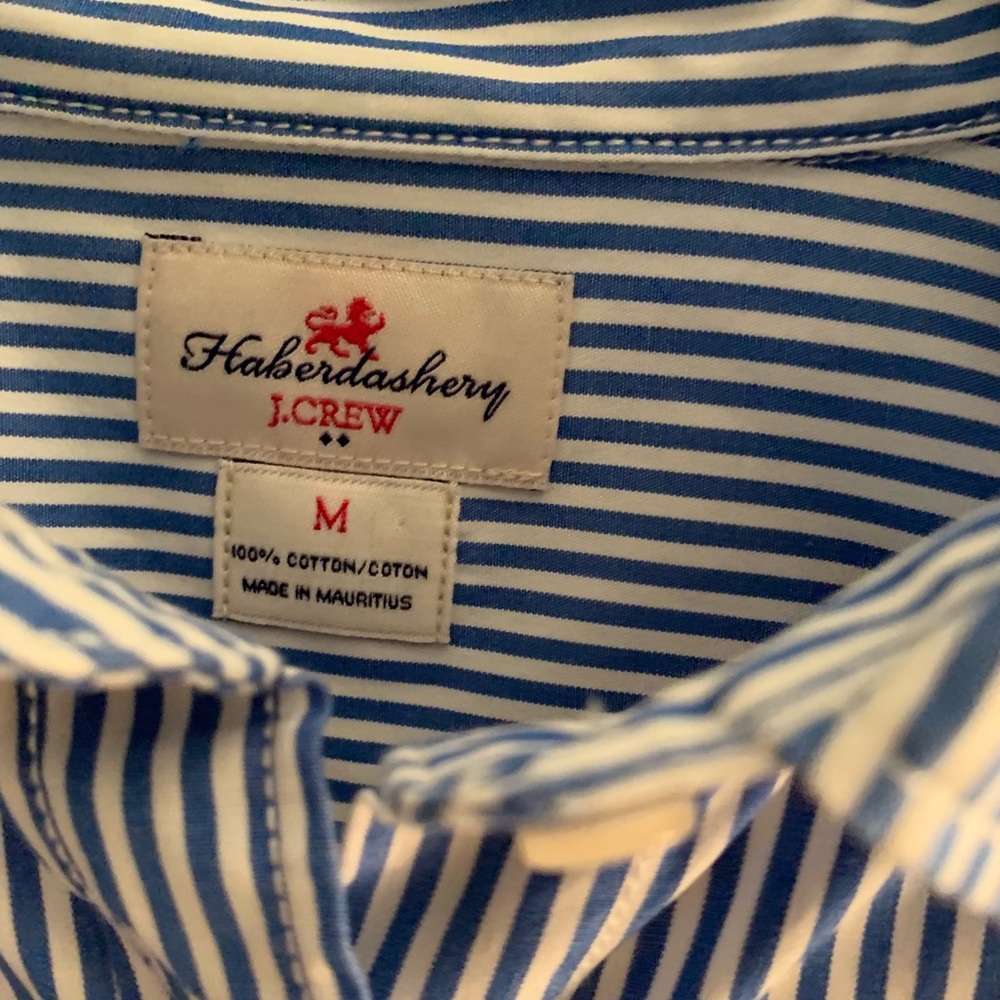 Haberdashery
J.CREW
M
100% COTTON/COTON
MADE IN MAURITIUS